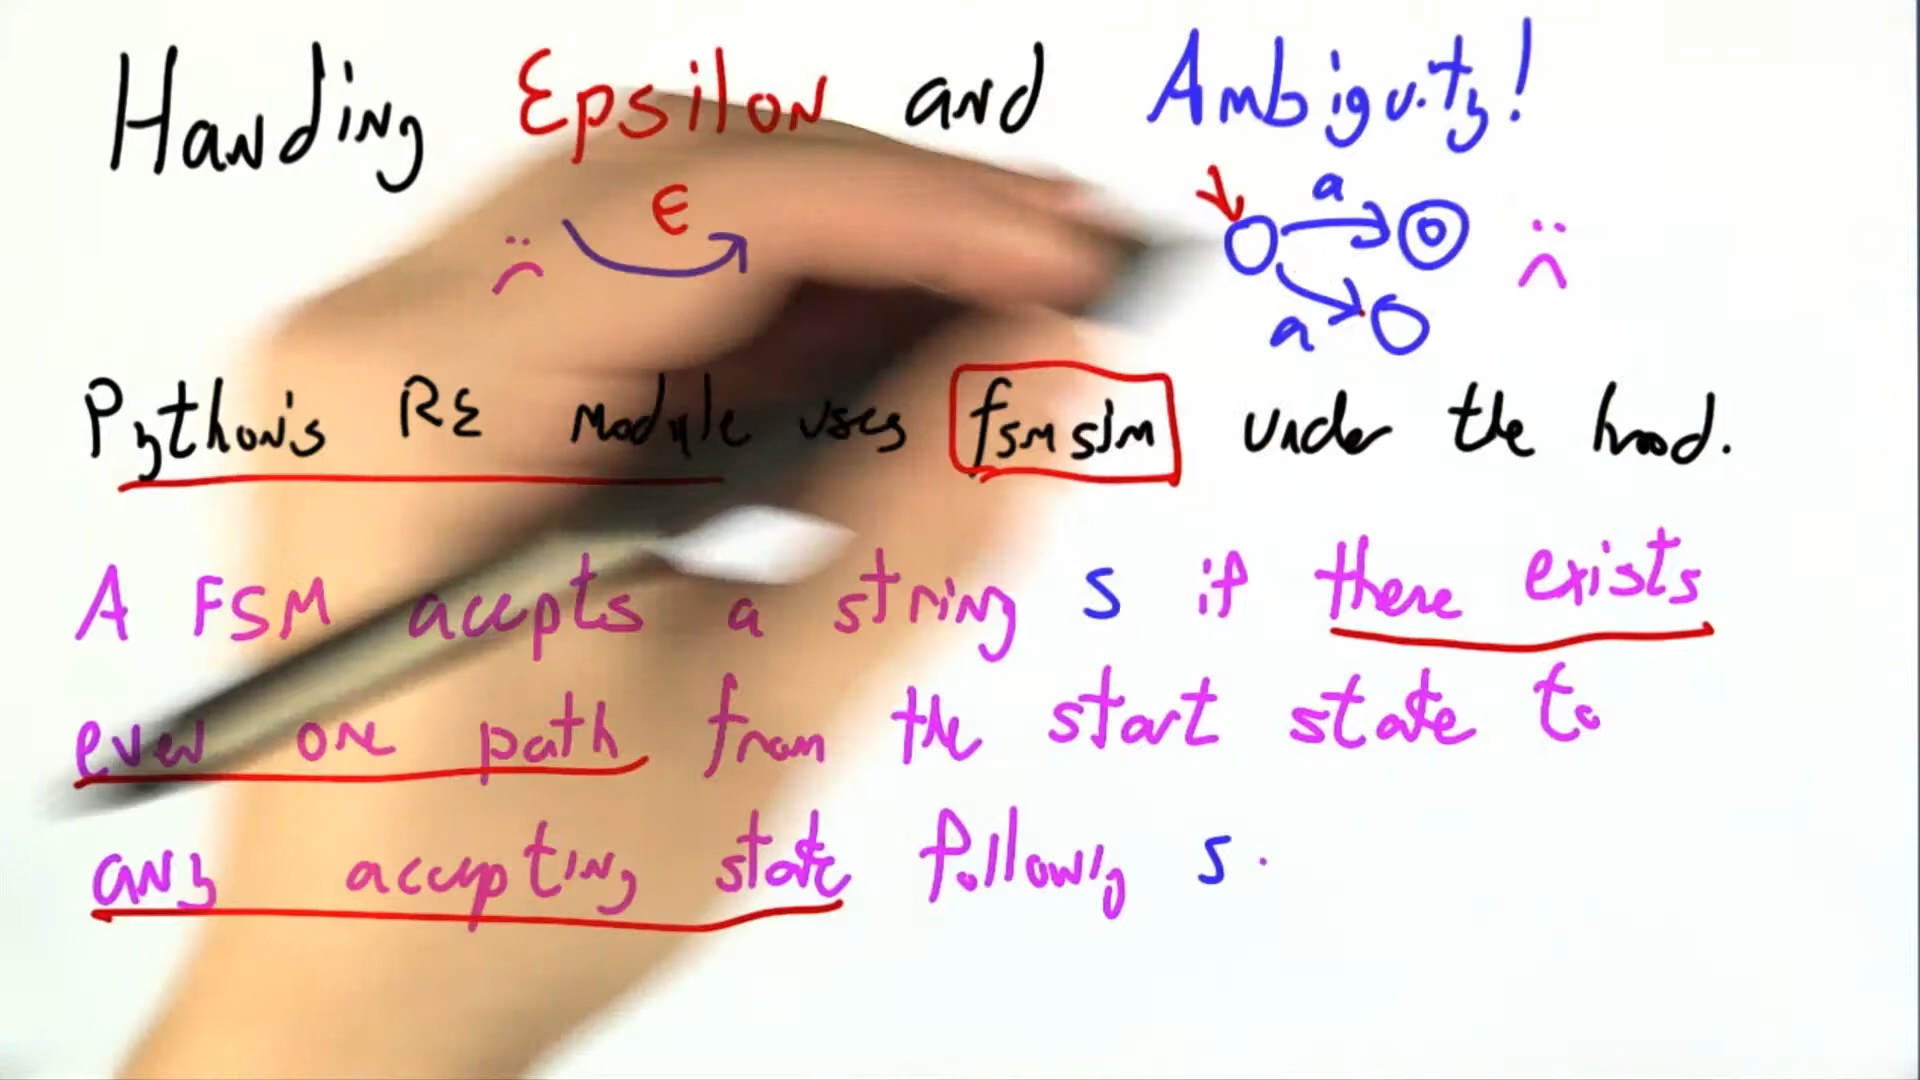 Handing Epsilon and Ambiguity!
ε
a
a
Python's RE Module uses fsmsim under the hood.
A FSM accepts a string s if there exists
even one path from the start state to
any accepting state following s.